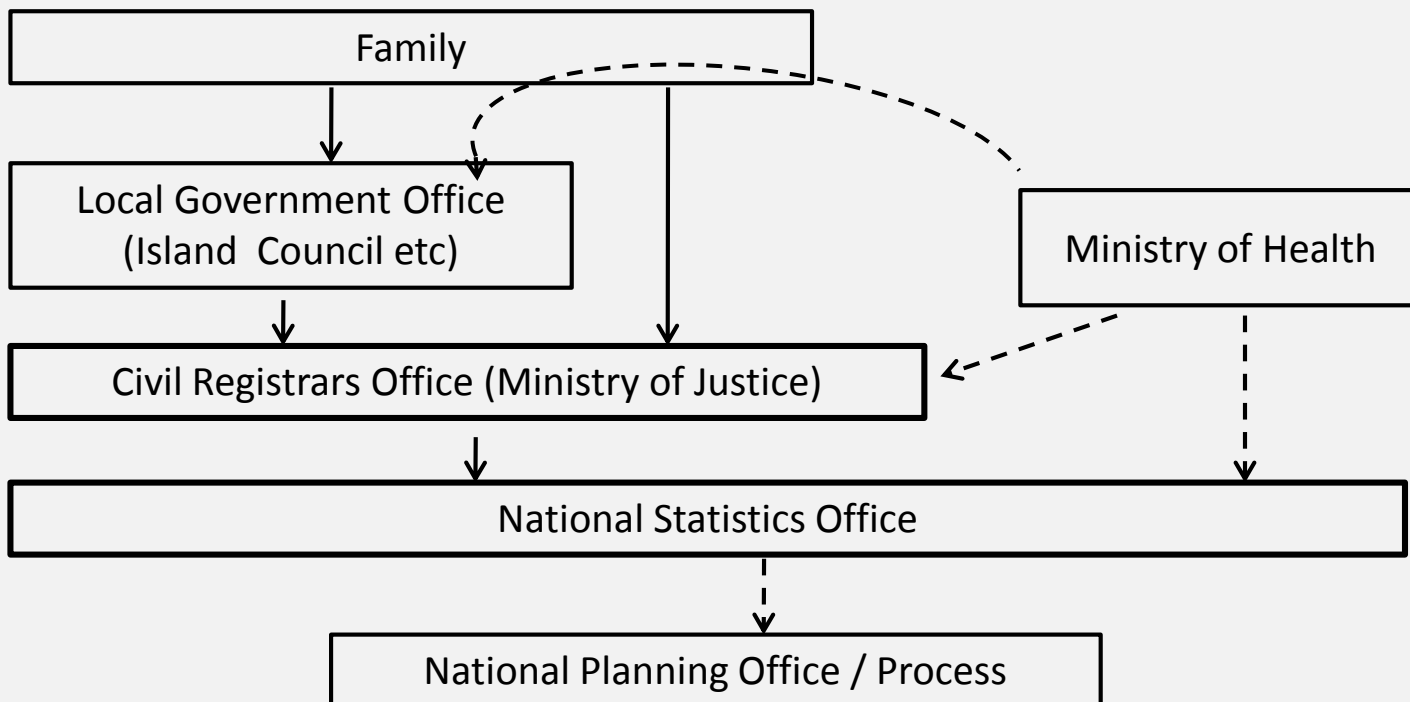 Family
Local Government Office
(Island Council etc)
Ministry of Health
Civil Registrars Office (Ministry of Justice)
National Statistics Office
National Planning Office / Process